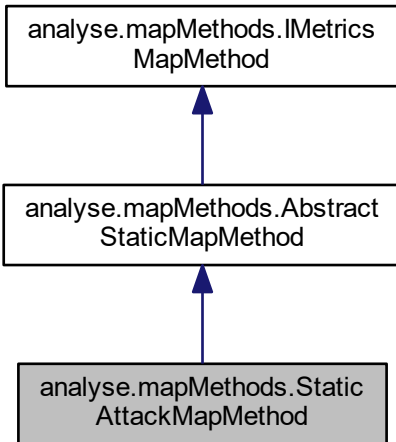 analyse.mapMethods.IMetrics
MapMethod
analyse.mapMethods.Abstract
StaticMapMethod
analyse.mapMethods.Static
AttackMapMethod